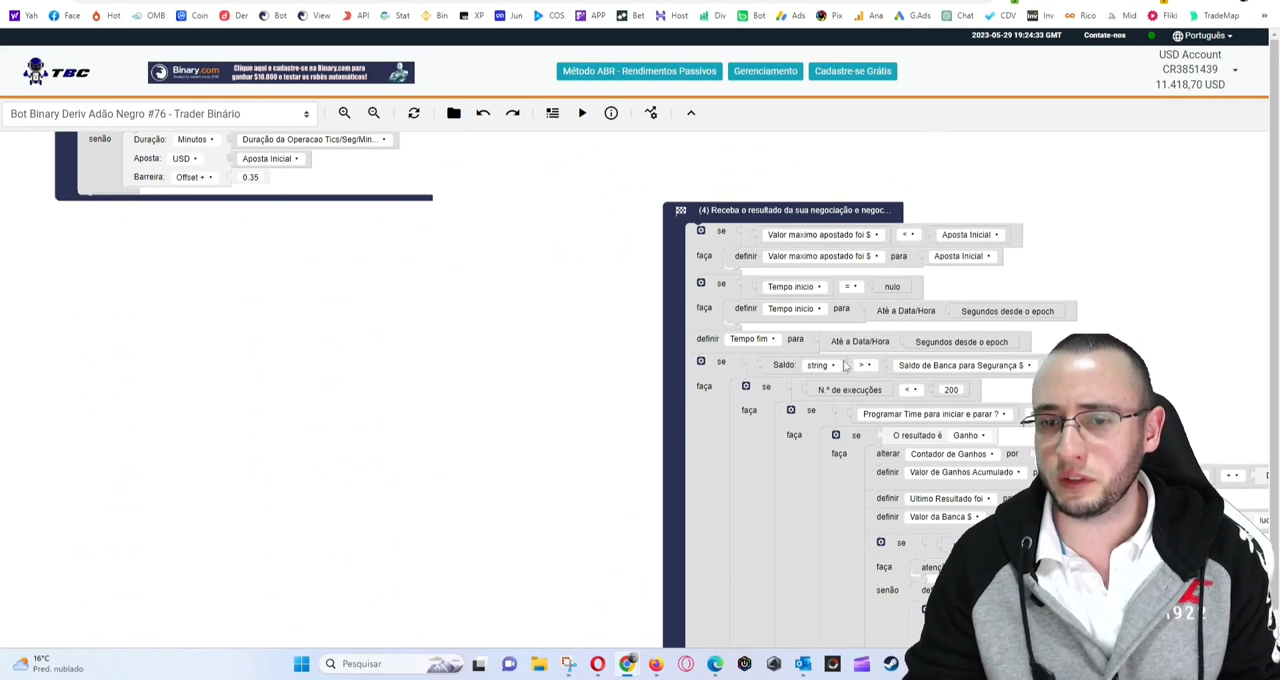 Yah Face Hot OMB Coin Der Bot View API Stat Bin XP Jun COS APP Bet Host Div Bot Ads Pix Ana G.Ads Chat CDV Inv Rico Mid Fliki TradeMap »
2023-05-29 19:24:33 GMT Contate-nos Português
TBC
Binary.com Clique aqui e cadastre-se na Binary.com para ganhar $10.000 e testar os robôs automáticos!
Método ABR - Rendimentos Passivos Gerenciamento Cadastre-se Grátis
USD Account
CR3851439
11.418,70 USD
Bot Binary Deriv Adão Negro #76 - Trader Binário
senão Duração: Minutos Duração da Operacao Tics/Seg/Min...
Aposta: USD Aposta Inicial
Barreira: Offset + 0.35
(4) Receba o resultado da sua negociação e negoc...
se Valor maximo apostado foi $ < Aposta Inicial
faça definir Valor maximo apostado foi $ para Aposta Inicial
se Tempo inicio = nulo
faça definir Tempo inicio para Até a Data/Hora Segundos desde o epoch
definir Tempo fim para Até a Data/Hora Segundos desde o epoch
se Saldo: string > Saldo de Banca para Segurança $
faça se N.º de execuções < 200
faça se Programar Time para iniciar e parar ?
faça se O resultado é Ganho
faça alterar Contador de Ganhos por
definir Valor de Ganhos Acumulado +
definir Ultimo Resultado foi
definir Valor da Banca $
se
faça
senão
16°C
Pred. nublado
Pesquisar
1922